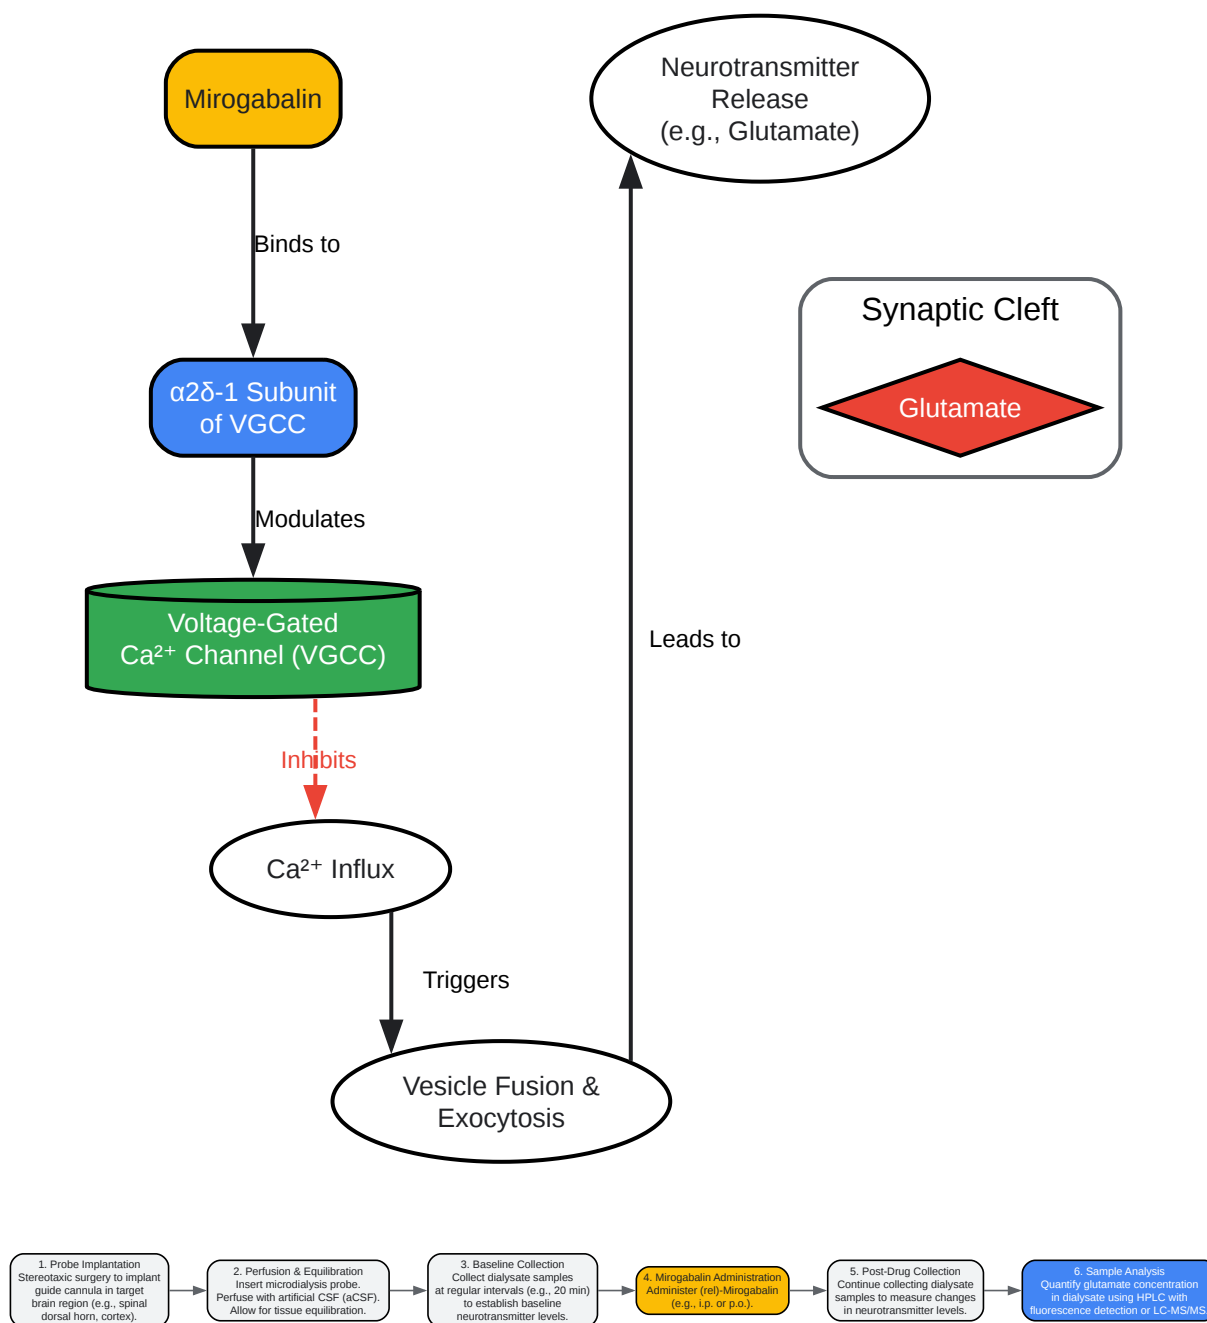 Mirogabalin
Binds to
α2δ-1 Subunit
of VGCC
Modulates
Voltage-Gated
Ca²⁺ Channel (VGCC)
Inhibits
Ca²⁺ Influx
Triggers
Vesicle Fusion &
Exocytosis
Leads to
Neurotransmitter
Release
(e.g., Glutamate)
Synaptic Cleft
Glutamate
1. Probe Implantation
Stereotaxic surgery to implant
guide cannula in target
brain region (e.g., spinal
dorsal horn, cortex).
2. Perfusion & Equilibration
Insert microdialysis probe.
Perfuse with artificial CSF (aCSF).
Allow for tissue equilibration.
3. Baseline Collection
Collect dialysate samples
at regular intervals (e.g., 20 min)
to establish baseline
neurotransmitter levels.
4. Mirogabalin Administration
Administer (rel)-Mirogabalin
(e.g., i.p. or p.o.).
5. Post-Drug Collection
Continue collecting dialysate
samples to measure changes
in neurotransmitter levels.
6. Sample Analysis
Quantify glutamate concentration
in dialysate using HPLC with
fluorescence detection or LC-MS/MS.